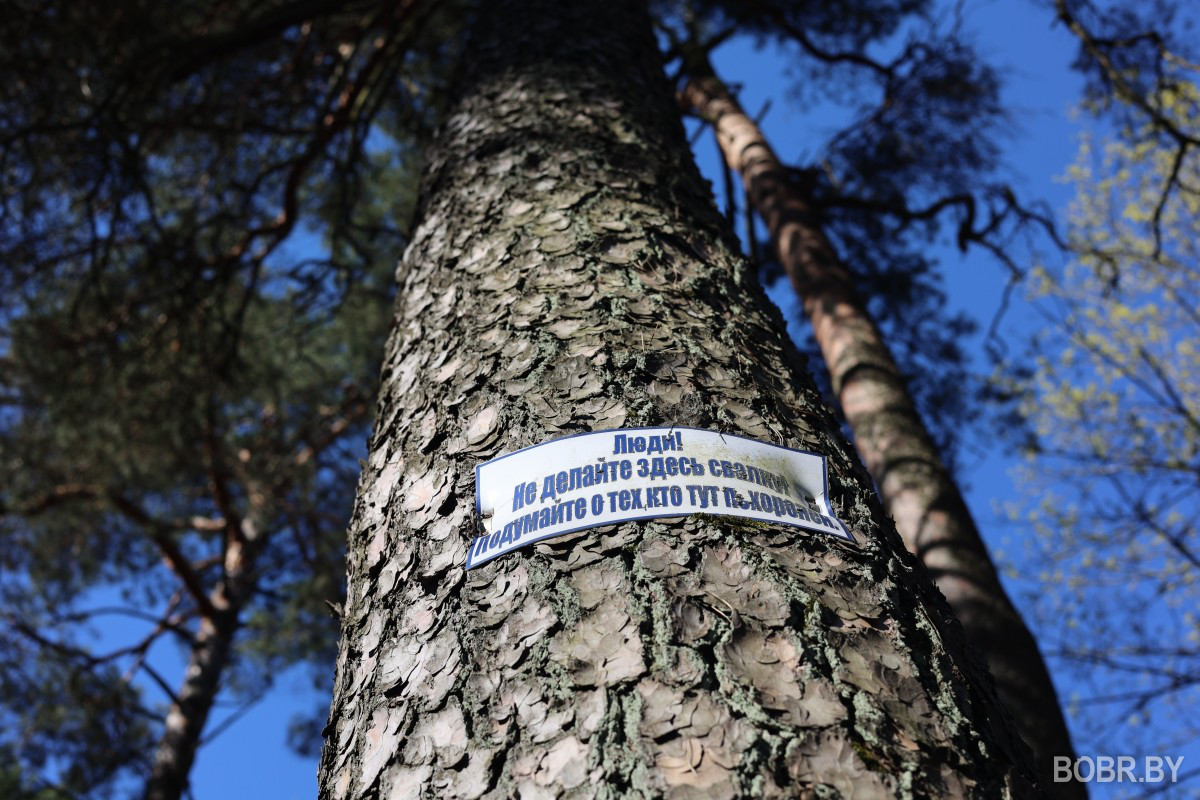 Люди!
Не делайте здесь свалки
Подумайте о тех,кто тут похоронен.
BOBR.BY